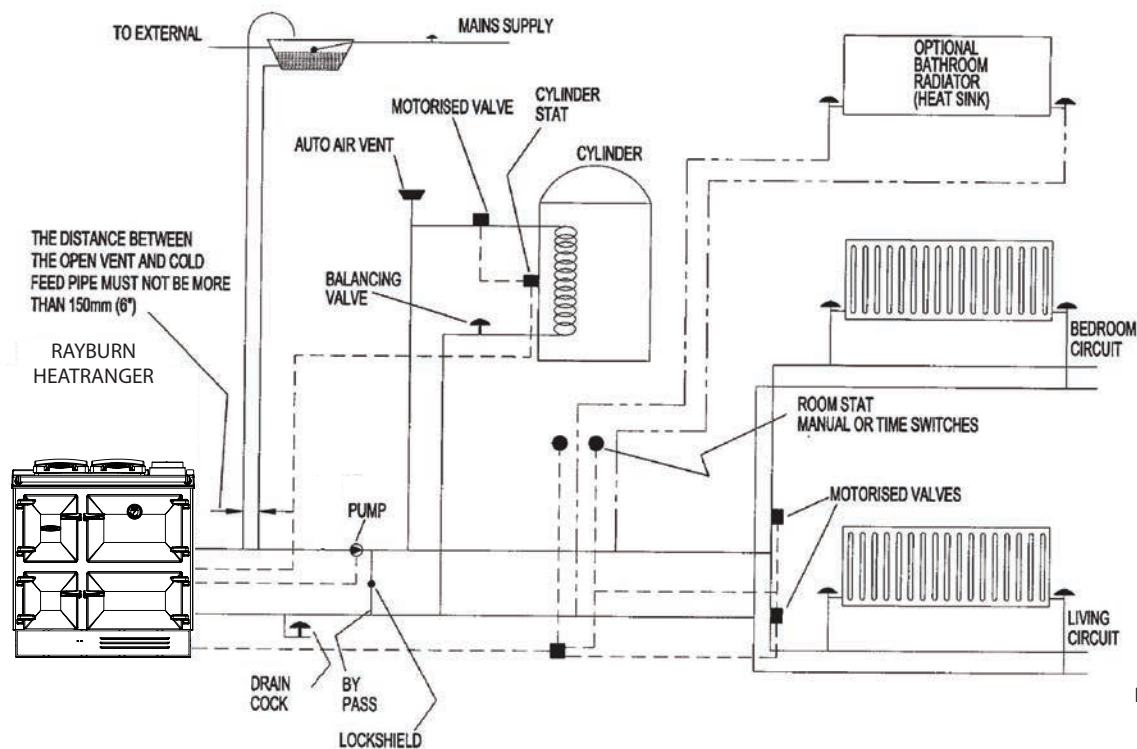 TO EXTERNAL
MAINS SUPPLY
OPTIONAL
BATHROOM
RADIATOR
(HEAT SINK)
MOTORISED VALVE
CYLINDER
STAT
AUTO AIR VENT
CYLINDER
THE DISTANCE BETWEEN
THE OPEN VENT AND COLD
FEED PIPE MUST NOT BE MORE
THAN 150mm (6")
BALANCING
VALVE
BEDROOM
CIRCUIT
RAYBURN
HEATRANGER
ROOM STAT
MANUAL OR TIME SWITCHES
MOTORISED VALVES
PUMP
LIVING
CIRCUIT
DRAIN
COCK
BY
PASS
LOCKSHIELD